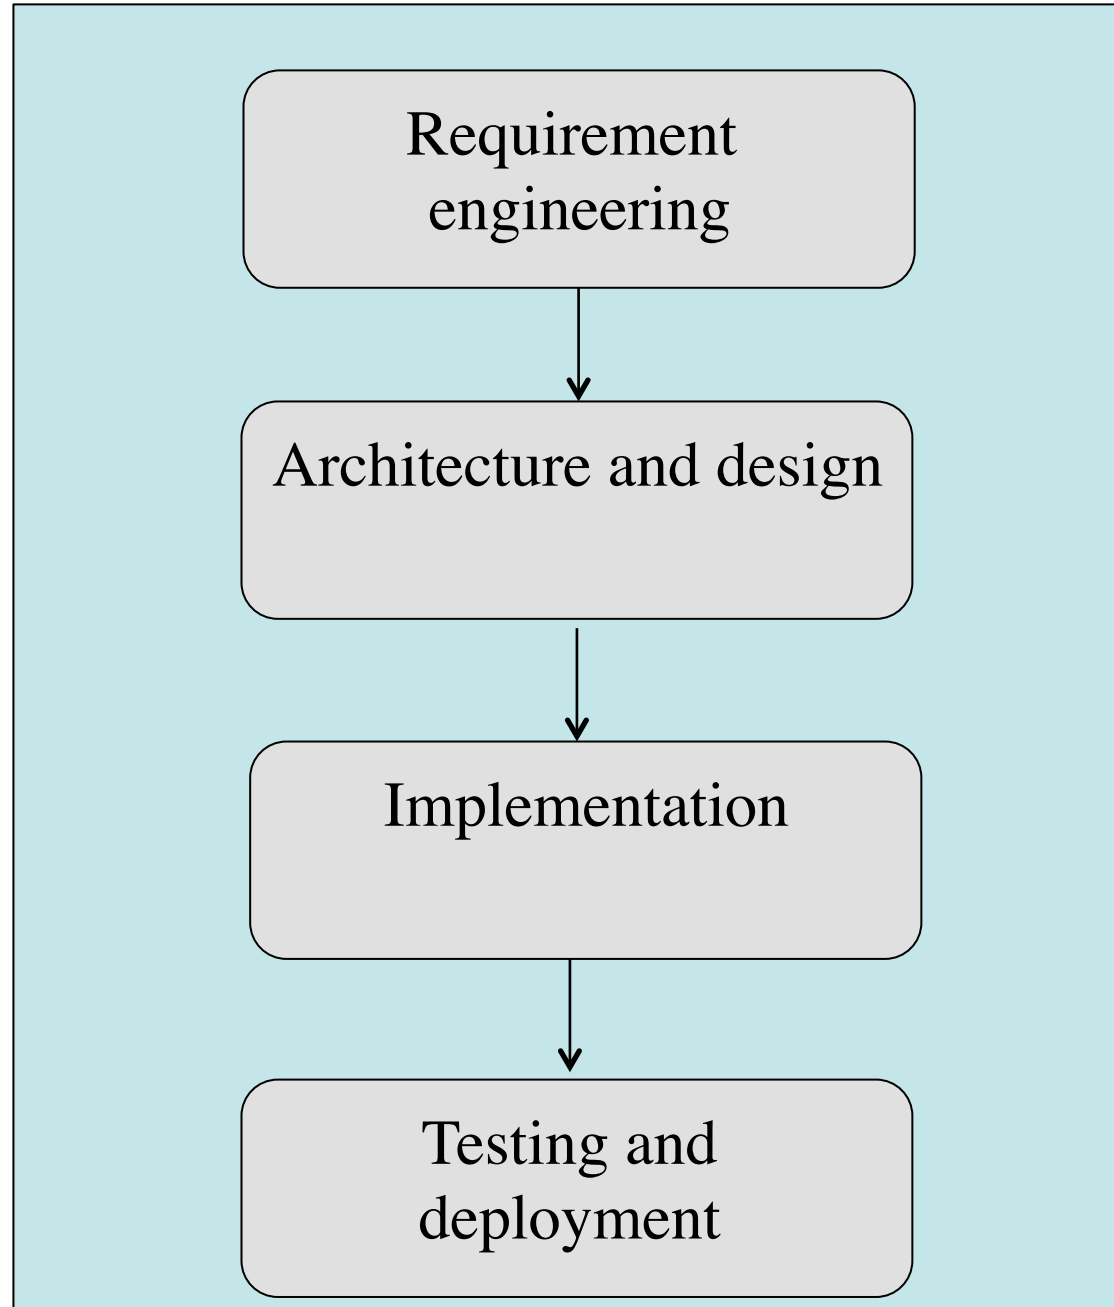 Requirement
engineering
Architecture and design
Implementation
Testing and
deployment